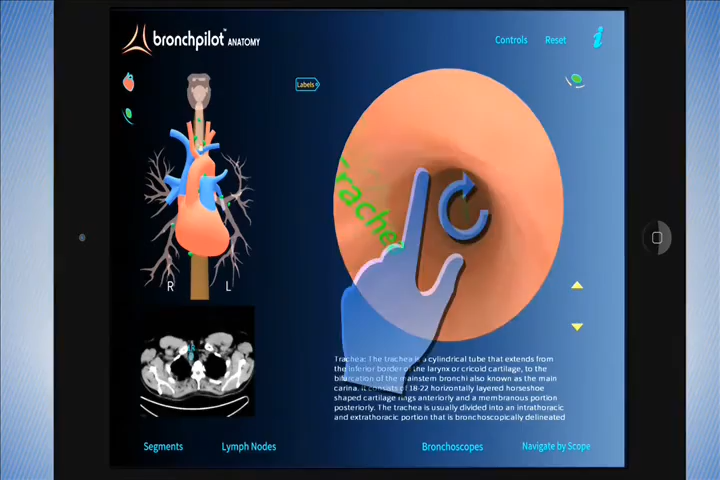 bronchpilot™ ANATOMY
Controls Reset i
Labels
Trachea
R L
Trachea: The trachea is a cylindrical tube that extends from
the inferior border of the larynx or cricoid cartilage, to the
bifurcation of the mainstem bronchi also known as the main
carina. It consists of 18-22 horizontally layered horseshoe
shaped cartilage rings anteriorly and a membranous portion
posteriorly. The trachea is usually divided into an intrathoracic
and extrathoracic portion that is bronchoscopically delineated
Segments Lymph Nodes Bronchoscopes Navigate by Scope